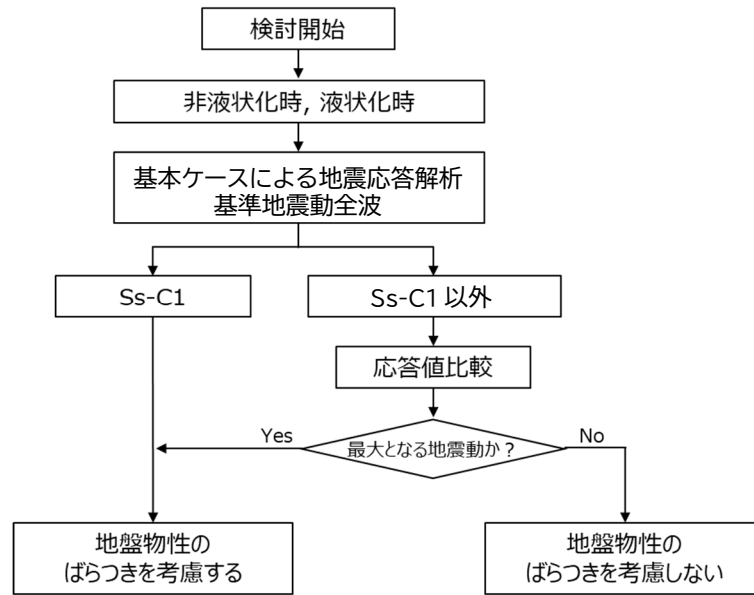 検討開始
非液状化時, 液状化時
基本ケースによる地震応答解析
基準地震動全波
Ss-C1
Ss-C1 以外
応答値比較
最大となる地震動か？
Yes
No
地盤物性の
ばらつきを考慮する
地盤物性の
ばらつきを考慮しない